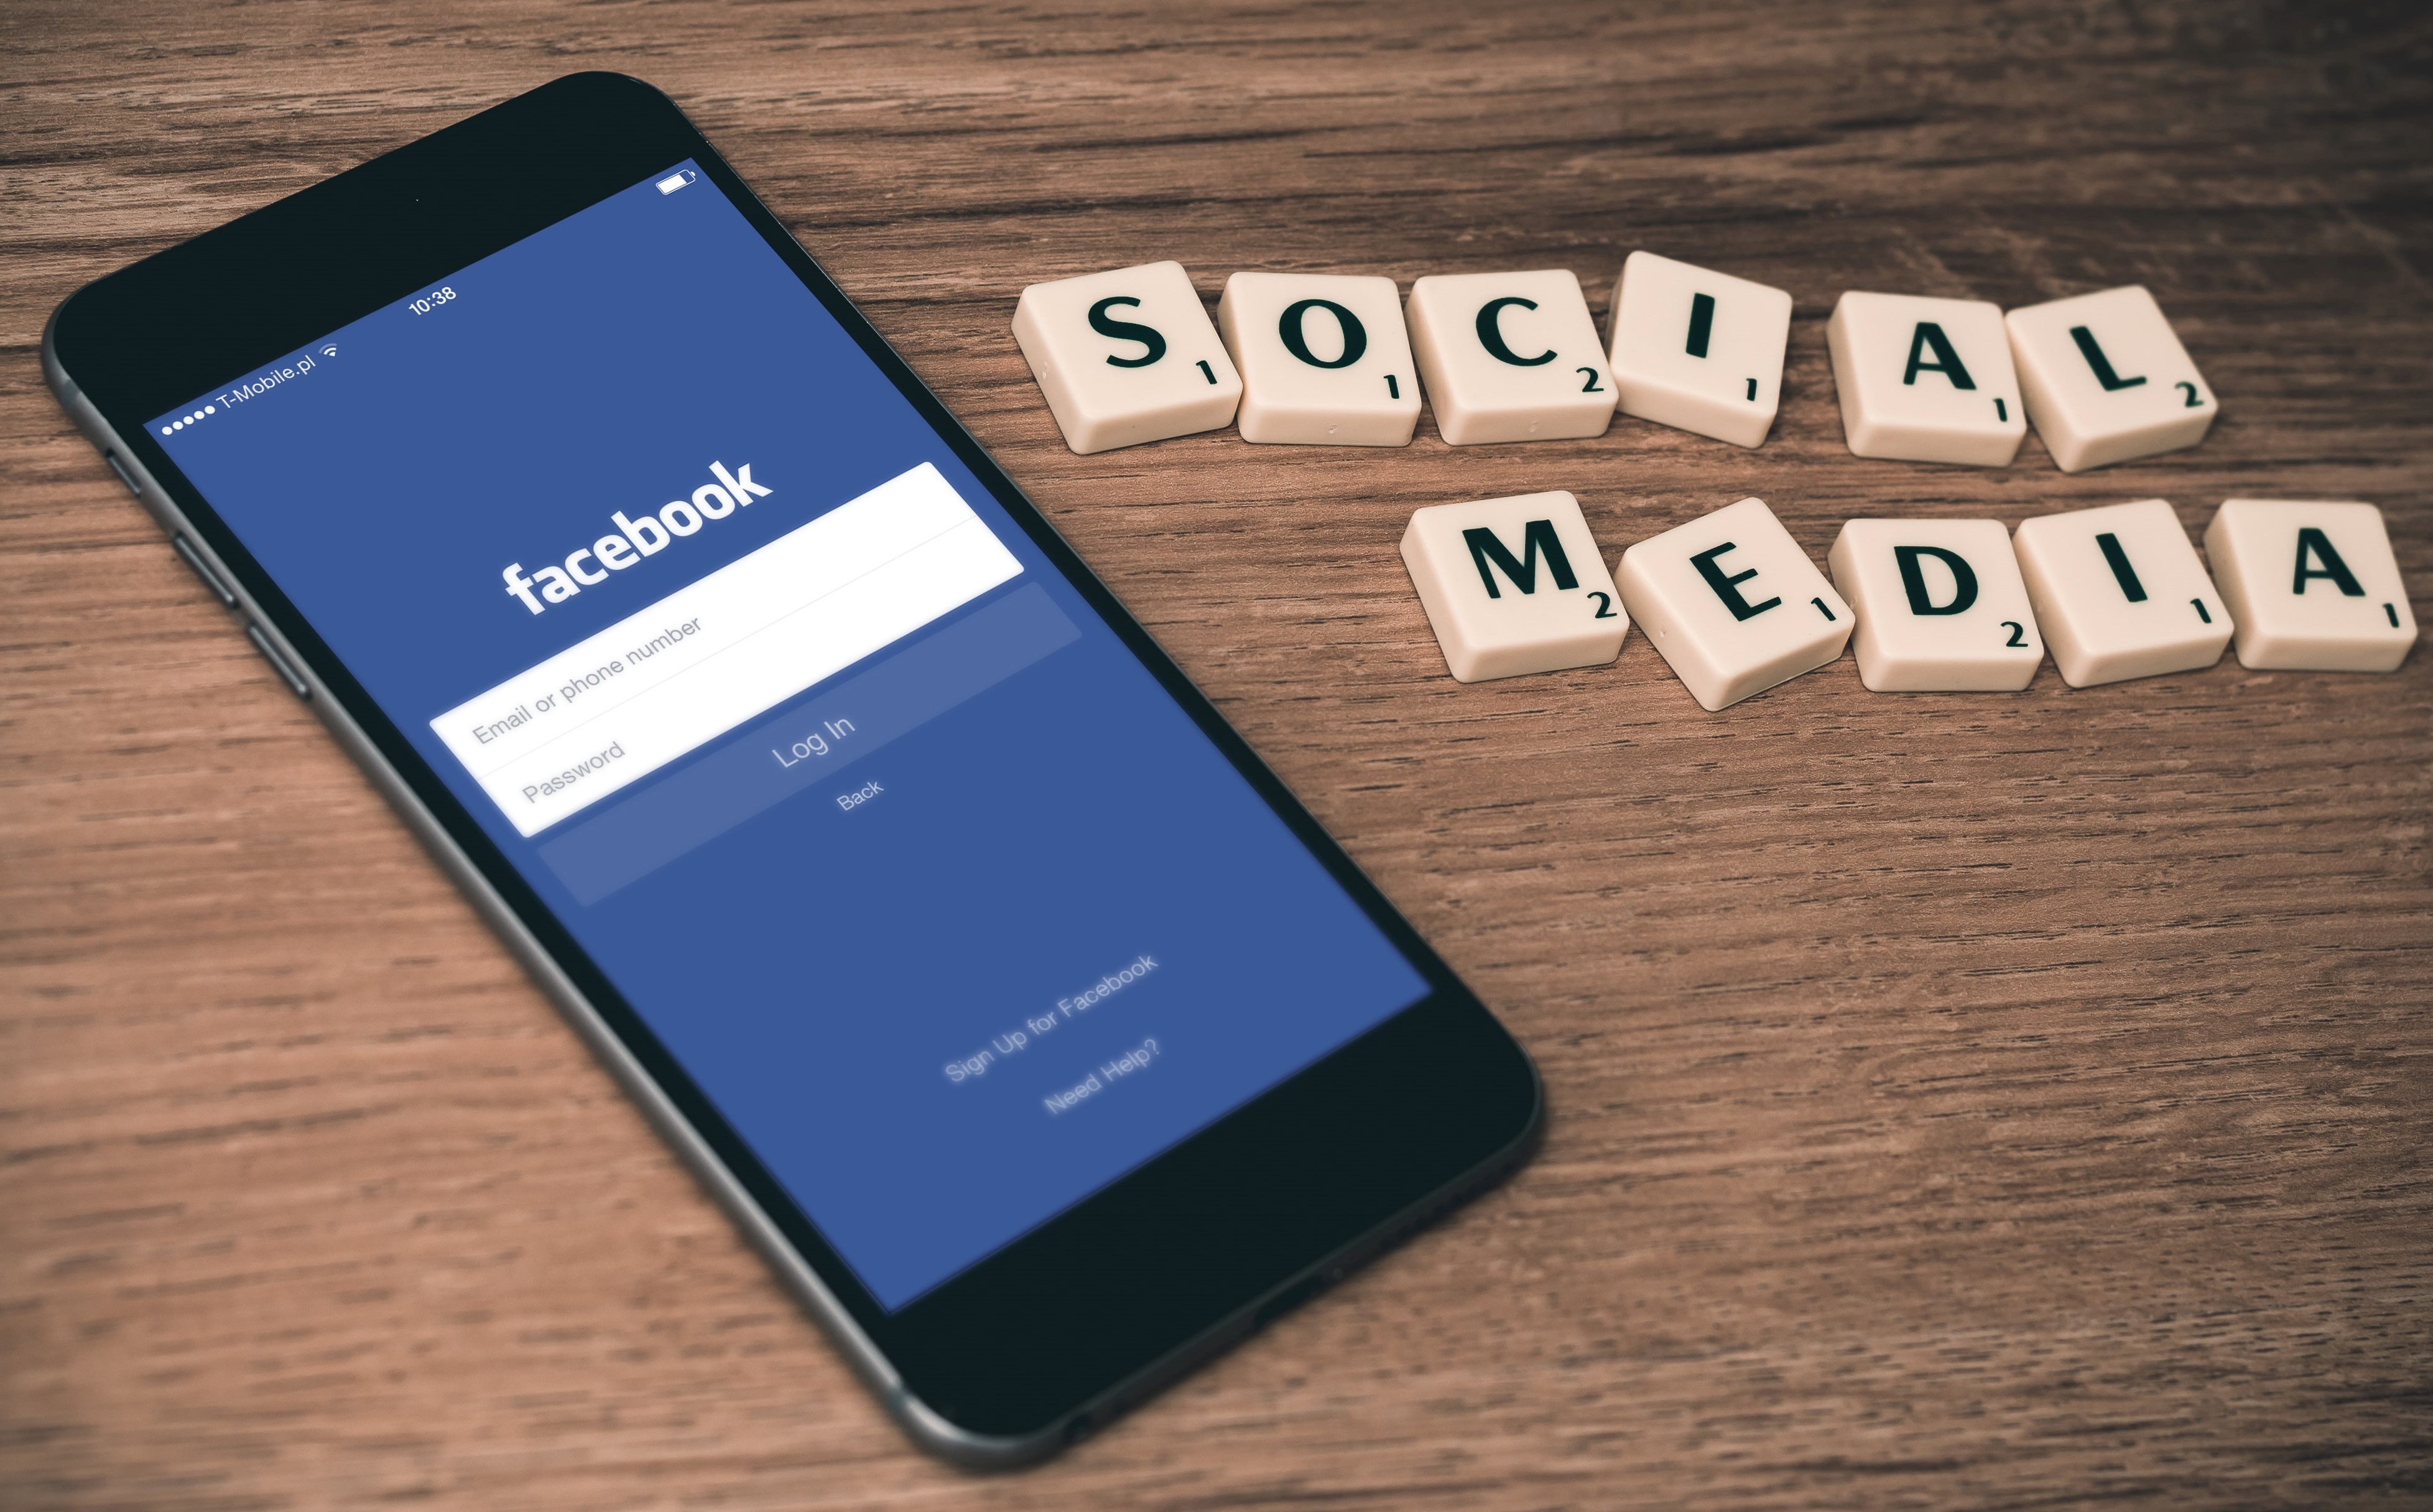 ●●●●● T-Mobile.pl
10:38
facebook
Email or phone number
Password
Log In
Back
Sign Up for Facebook
Need Help?
S1 O1 C2 I1 A1 L2
M2 E1 D2 I1 A1